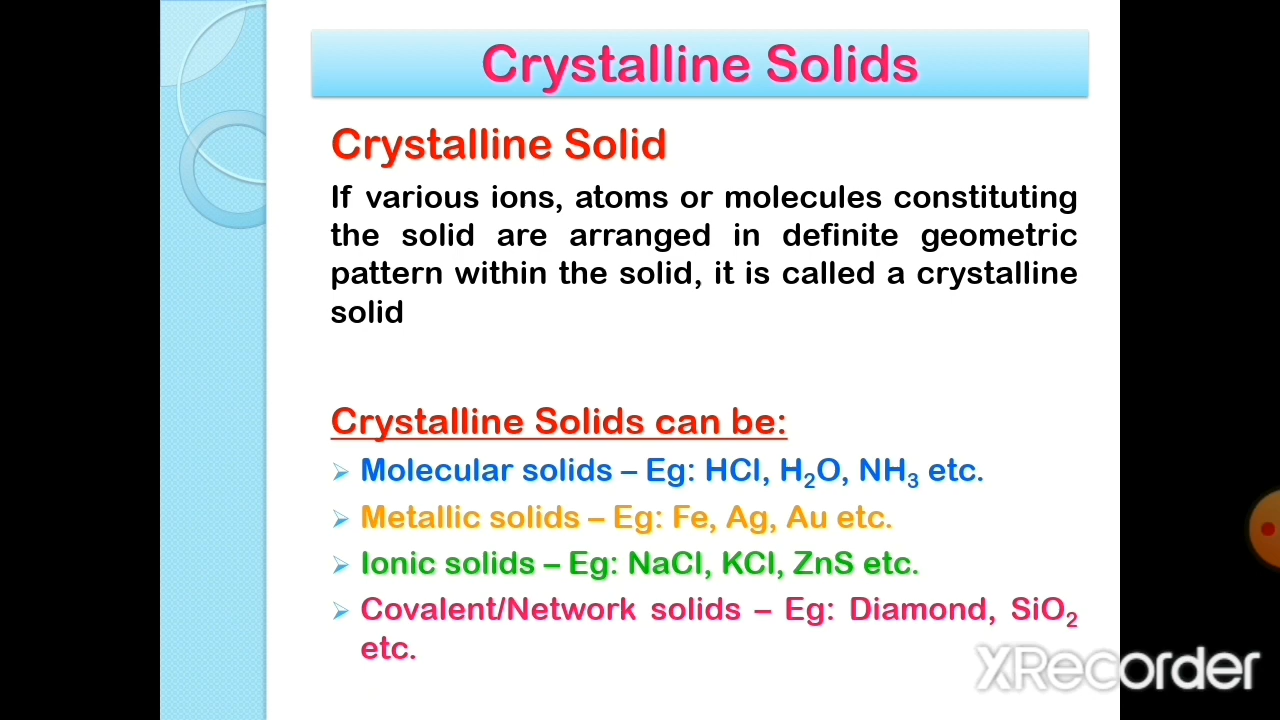 Crystalline Solids
Crystalline Solid
If various ions, atoms or molecules constituting
the solid are arranged in definite geometric
pattern within the solid, it is called a crystalline
solid
Crystalline Solids can be:
➢ Molecular solids – Eg: HCl, H₂O, NH₃ etc.
➢ Metallic solids – Eg: Fe, Ag, Au etc.
➢ Ionic solids – Eg: NaCl, KCl, ZnS etc.
➢ Covalent/Network solids – Eg: Diamond, SiO₂
etc.
XRecorder